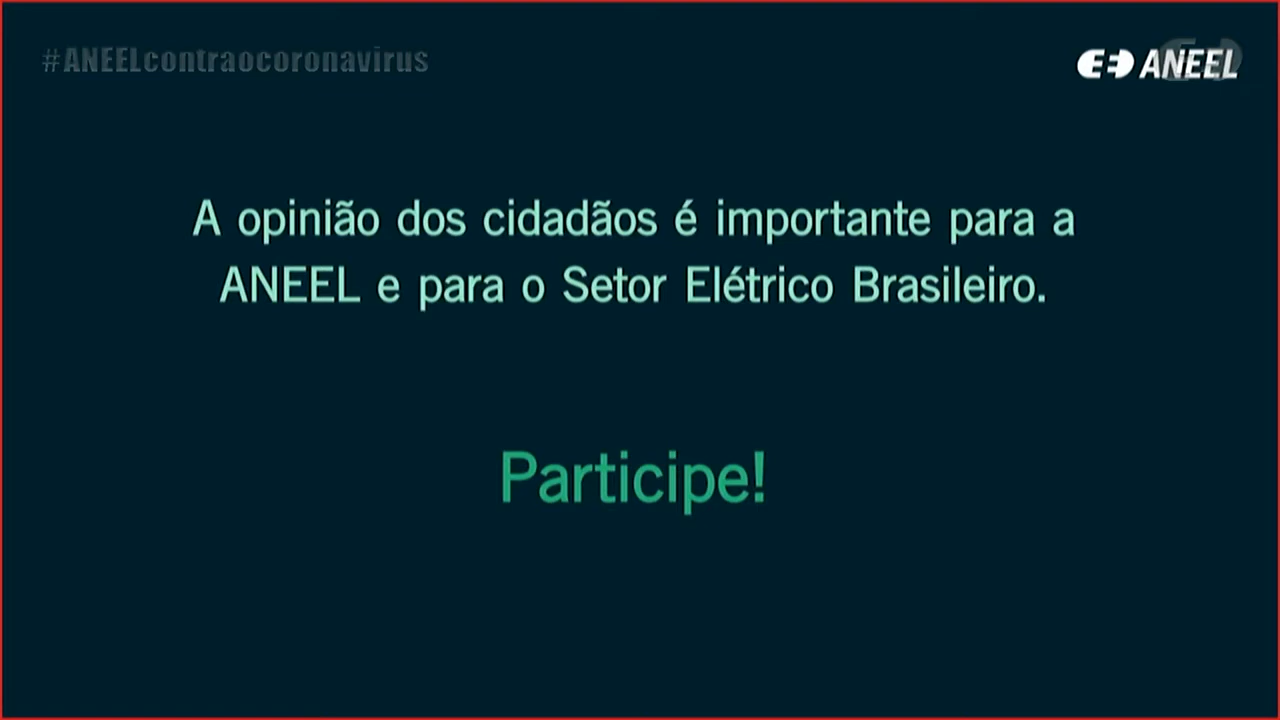 #ANEELcontraocoronavirus
ANEEL
A opinião dos cidadãos é importante para a
ANEEL e para o Setor Elétrico Brasileiro.
Participe!